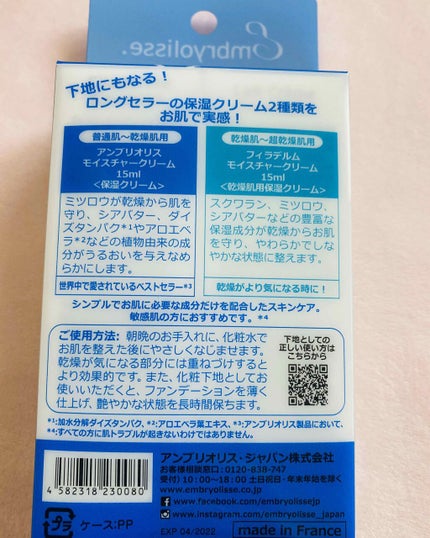 Embryolisse.
下地にもなる!
ロングセラーの保湿クリーム2種類を
お肌で実感!
普通肌〜乾燥肌用
アンブリオリス
モイスチャークリーム
15ml
<保湿クリーム>
ミツロウが乾燥から肌を
守り、シアバター、ダイ
ズタンパク*1やアロエベ
ラ*2などの植物由来の成
分がうるおいを与えなめ
らかにします。
世界中で愛されているベストセラー*3
乾燥肌〜超乾燥肌用
フィラデルム
モイスチャークリーム
15ml
<乾燥肌用保湿クリーム>
スクワラン、ミツロウ、
シアバターなどの豊富な
保湿成分が乾燥からお肌
を守り、やわらかでしな
やかな状態に整えます。
乾燥がより気になる時に!
シンプルでお肌に必要な成分だけを配合したスキンケア。
敏感肌の方におすすめです。*4
ご使用方法: 朝晩のお手入れに、化粧水で
お肌を整えた後にやさしくなじませます。
乾燥が気になる部分には重ねづけすると
より効果的です。また、化粧下地としてお
使いいただくと、ファンデーションを薄く
仕上げ、艶やかな状態を長時間保ちます。
下地としての
正しい使い方は
こちらから
*1:加水分解ダイズタンパク、*2:アロエベラ葉エキス、*3:アンブリオリス製品において、
*4:すべての方に肌トラブルが起きないわけではありません。
アンブリオリス・ジャパン株式会社
お客様相談窓口:0120-838-747
受付) 10:00〜18:00 土日祝日・年末年始を除く
www.embryolisse.co.jp
www.facebook.com/embryolissejp
www.instagram.com/embryolisse_japan
4582318230080
プラ ケース:PP
EXP 04/2022
made in France